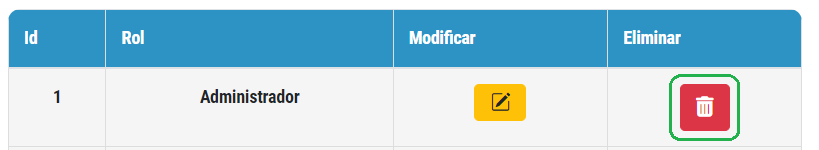 Id Rol Modificar Eliminar
1 Administrador